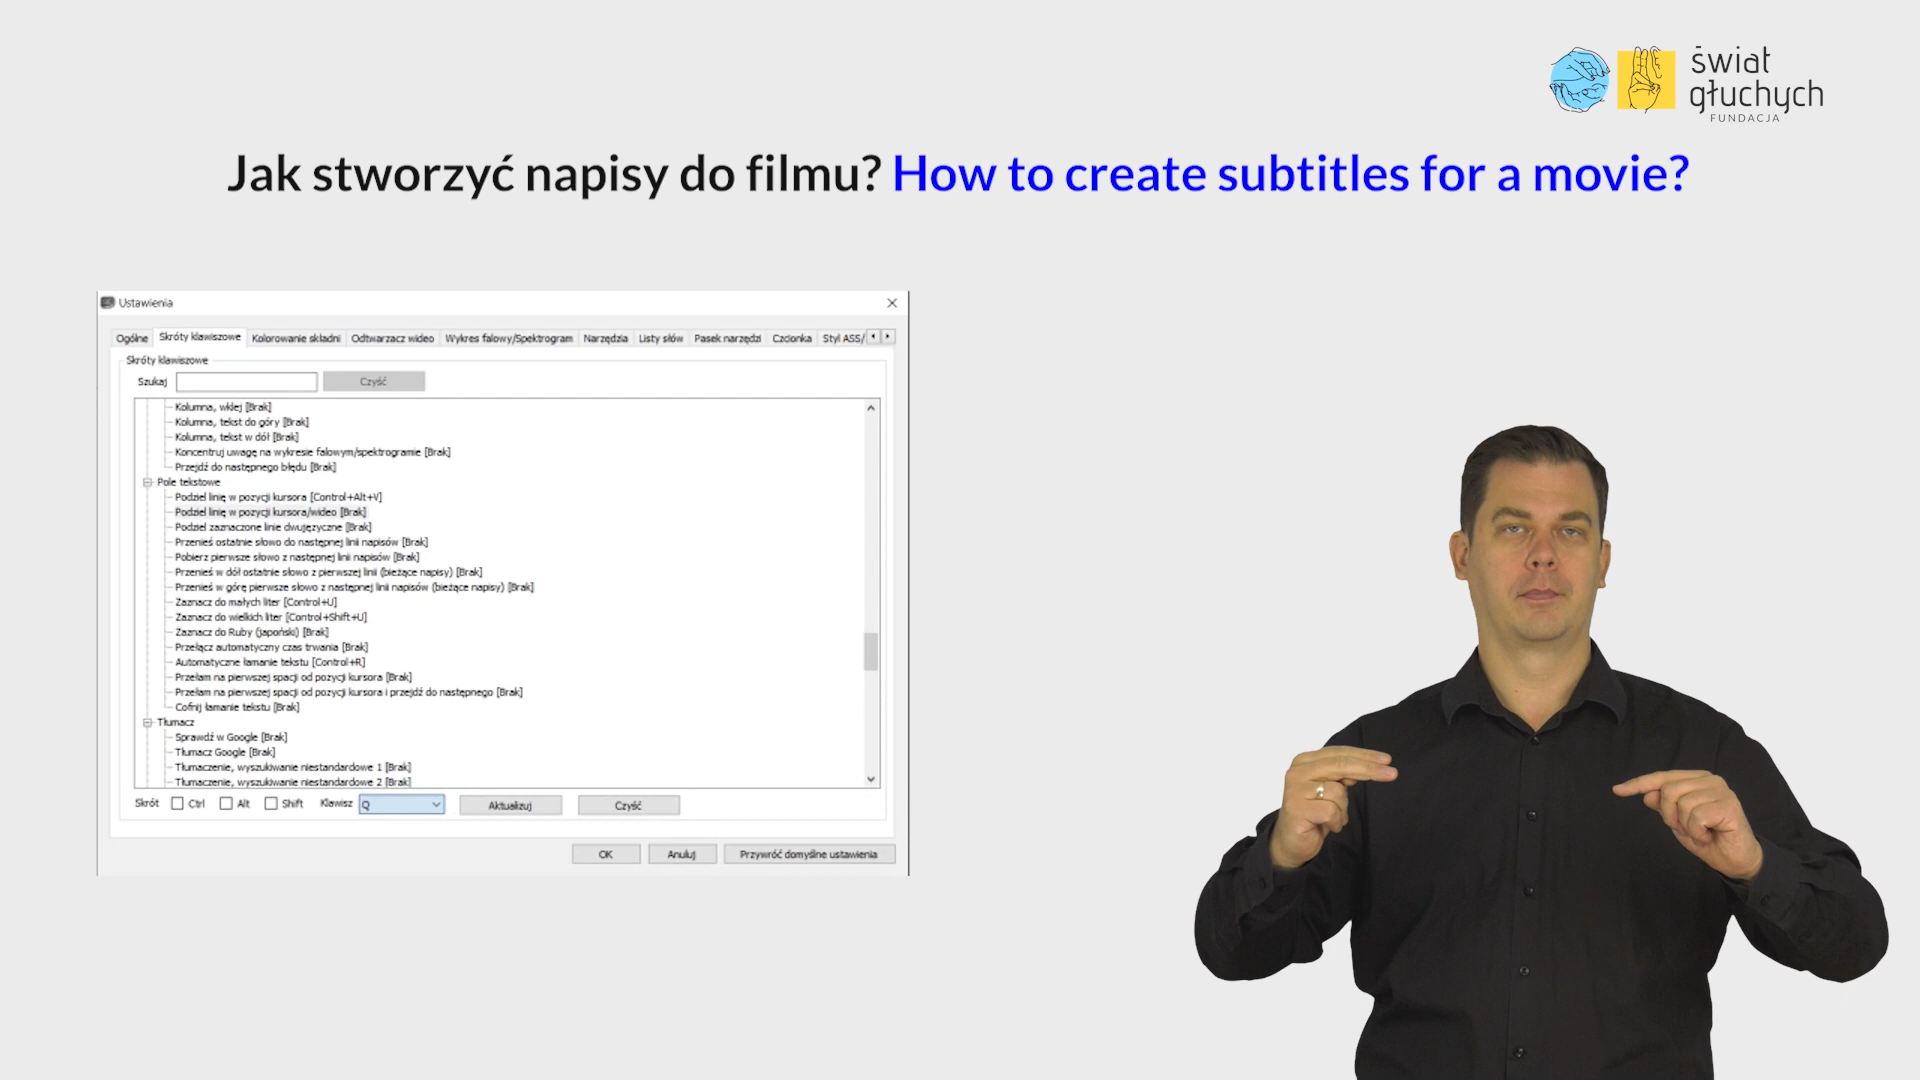 świat
głuchych
FUNDACJA
Jak stworzyć napisy do filmu? How to create subtitles for a movie?
Ustawienia
Ogólne Skróty klawiszowe Kolorowanie składni Odtwarzacz wideo Wykres falowy/Spektrogram Narzędzia Listy słów Pasek narzędzi Czcionka Styl ASS/
Skróty klawiszowe
Szukaj Czyść
Kolumna, wklej [Brak]
Kolumna, tekst do góry [Brak]
Kolumna, tekst w dół [Brak]
Koncentruj uwagę na wykresie falowym/spektrogramie [Brak]
Przejdź do następnego błędu [Brak]
Pole tekstowe
Podziel linię w pozycji kursora [Control+Alt+V]
Podziel linię w pozycji kursora/wideo [Brak]
Podziel zaznaczone linie dwujęzyczne [Brak]
Przenieś ostatnie słowo do następnej linii napisów [Brak]
Pobierz pierwsze słowo z następnej linii napisów [Brak]
Przenieś w dół ostatnie słowo z pierwszej linii (bieżące napisy) [Brak]
Przenieś w górę pierwsze słowo z następnej linii napisów (bieżące napisy) [Brak]
Zaznacz do małych liter [Control+U]
Zaznacz do wielkich liter [Control+Shift+U]
Zaznacz do Ruby (japoński) [Brak]
Przełącz automatyczny czas trwania [Brak]
Automatyczne łamanie tekstu [Control+R]
Przełam na pierwszej spacji od pozycji kursora [Brak]
Przełam na pierwszej spacji od pozycji kursora i przejdź do następnego [Brak]
Cofnij łamanie tekstu [Brak]
Tłumacz
Sprawdź w Google [Brak]
Tłumacz Google [Brak]
Tłumaczenie, wyszukiwanie niestandardowe 1 [Brak]
Tłumaczenie, wyszukiwanie niestandardowe 2 [Brak]
Skrót Ctrl Alt Shift Klawisz Q Aktualizuj Czyść
OK Anuluj Przywróć domyślne ustawienia